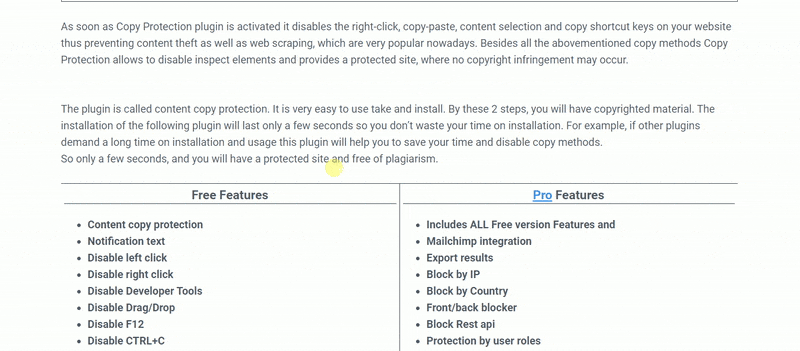 As soon as Copy Protection plugin is activated it disables the right-click, copy-paste, content selection and copy shortcut keys on your website
thus preventing content theft as well as web scraping, which are very popular nowadays. Besides all the abovementioned copy methods Copy
Protection allows to disable inspect elements and provides a protected site, where no copyright infringement may occur.
The plugin is called content copy protection. It is very easy to use take and install. By these 2 steps, you will have copyrighted material. The
installation of the following plugin will last only a few seconds so you don't waste your time on installation. For example, if other plugins
demand a long time on installation and usage this plugin will help you to save your time and disable copy methods.
So only a few seconds, and you will have a protected site and free of plagiarism.
Free Features
Content copy protection
Notification text
Disable left click
Disable right click
Disable Developer Tools
Disable Drag/Drop
Disable F12
Disable CTRL+C
Pro Features
Includes ALL Free version Features and
Mailchimp integration
Export results
Block by IP
Block by Country
Front/back blocker
Block Rest api
Protection by user roles